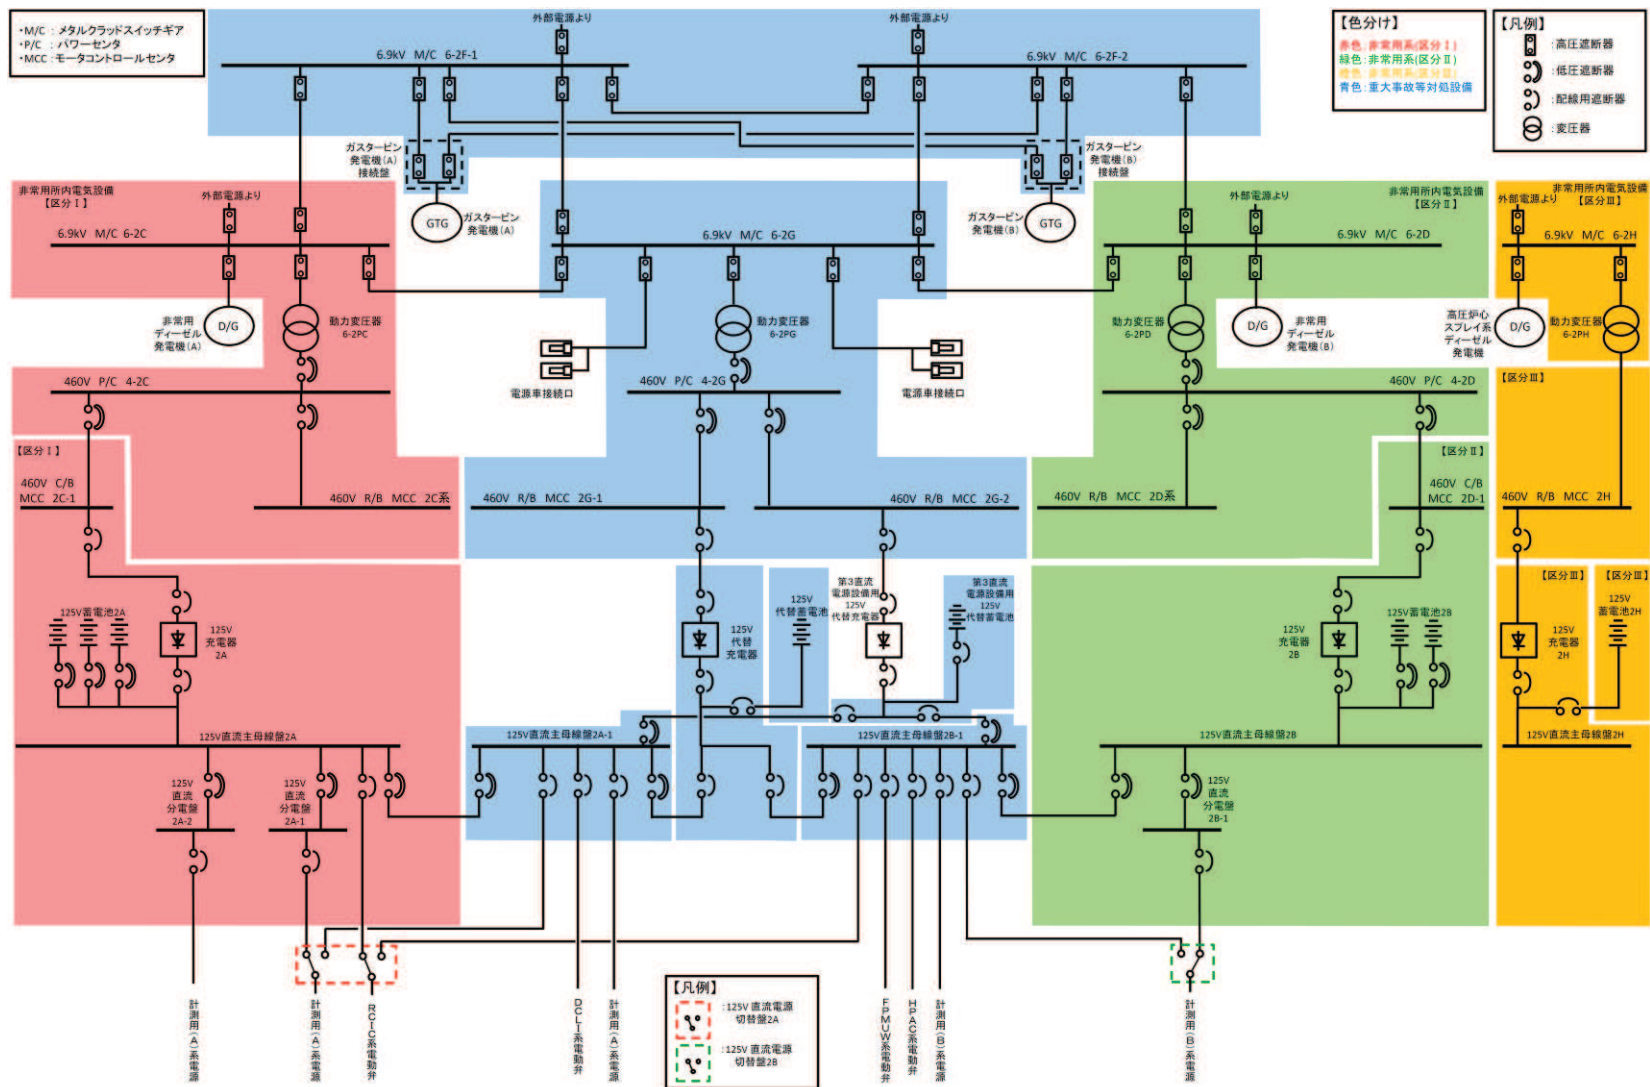 ・M/C : メタルクラッドスイッチギア
・P/C : パワーセンタ
・MCC : モータコントロールセンタ
外部電源より
外部電源より
【色分け】
赤色:非常用系(区分Ⅰ)
緑色:非常用系(区分Ⅱ)
橙色:非常用系(区分Ⅲ)
青色:重大事故等対処設備
【凡例】
:高圧遮断器
:低圧遮断器
:配線用遮断器
:変圧器
6.9kV M/C 6-2F-1
6.9kV M/C 6-2F-2
ガスタービン
発電機(A)
接続盤
ガスタービン
発電機(B)
接続盤
GTG
ガスタービン
発電機(A)
ガスタービン
発電機(B)
GTG
非常用所内電気設備
【区分Ⅰ】
外部電源より
6.9kV M/C 6-2C
6.9kV M/C 6-2G
外部電源より
非常用所内電気設備
【区分Ⅱ】
6.9kV M/C 6-2D
非常用所内電気設備
【区分Ⅲ】
外部電源より
6.9kV M/C 6-2H
非常用
ディーゼル
発電機(A)
D/G
動力変圧器
6-2PC
動力変圧器
6-2PG
動力変圧器
6-2PD
D/G
非常用
ディーゼル
発電機(B)
高圧炉心
スプレイ系
ディーゼル
発電機
D/G
動力変圧器
6-2PH
電源車接続口
電源車接続口
460V P/C 4-2C
460V P/C 4-2G
460V P/C 4-2D
【区分Ⅲ】
【区分Ⅰ】
460V C/B
MCC 2C-1
460V R/B MCC 2C系
460V R/B MCC 2G-1
460V R/B MCC 2G-2
460V R/B MCC 2D系
【区分Ⅱ】
460V C/B
MCC 2D-1
460V R/B MCC 2H
125V蓄電池2A
125V
充電器
2A
125V
代替
充電器
125V
代替蓄電池
第3直流
電源設備用
125V
代替充電器
第3直流
電源設備用
125V
代替蓄電池
125V
充電器
2B
125V蓄電池2B
【区分Ⅲ】
125V
充電器
2H
【区分Ⅲ】
125V
蓄電池2H
125V直流主母線盤2A
125V直流主母線盤2A-1
125V直流主母線盤2B-1
125V直流主母線盤2B
125V直流主母線盤2H
125V
直流
分電盤
2A-2
125V
直流
分電盤
2A-1
125V
直流
分電盤
2B-1
計測用(A)系電源
計測用(A)系電源
RCIC系電動弁
DCLI系電動弁
計測用(A)系電源
FPMUW系電動弁
HPAC系電動弁
計測用(B)系電源
計測用(B)系電源
【凡例】
:125V 直流電源
切替盤2A
:125V 直流電源
切替盤2B